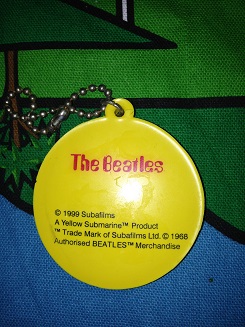 The Beatles
© 1999 Subafilms
A Yellow Submarine™ Product
™ Trade Mark of Subafilms Ltd. © 1968
Authorised BEATLES™ Merchandise